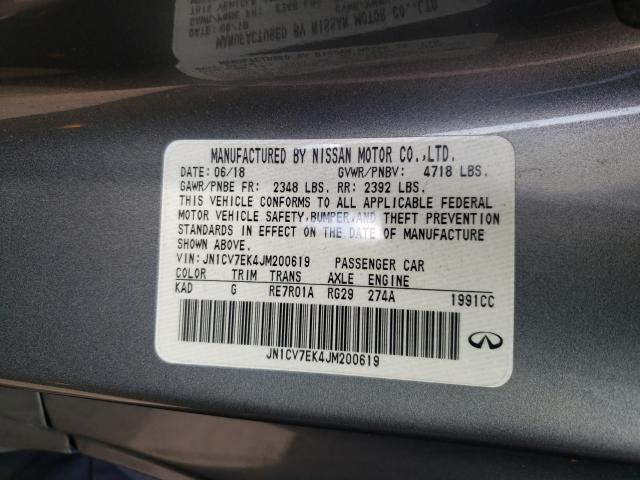 MANUFACTURED BY NISSAN MOTOR CO.,LTD.
DATE: 06/18 GVWR/PNBV: 4718 LBS.
GAWR/PNBE FR: 2348 LBS. RR: 2392 LBS.
THIS VEHICLE CONFORMS TO ALL APPLICABLE FEDERAL
MOTOR VEHICLE SAFETY,BUMPER,AND THEFT PREVENTION
STANDARDS IN EFFECT ON THE DATE OF MANUFACTURE
SHOWN ABOVE.
VIN: JN1CV7EK4JM200619 PASSENGER CAR
COLOR TRIM TRANS AXLE ENGINE
KAD G RE7R01A RG29 274A 1991CC
JN1CV7EK4JM200619